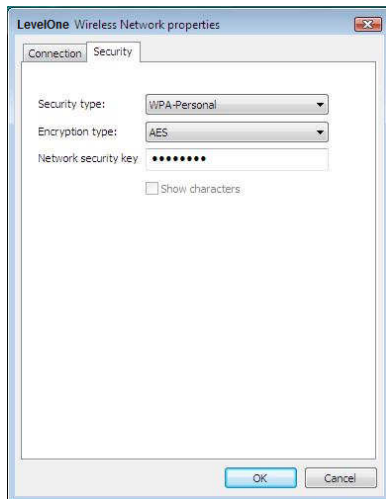 LevelOne Wireless Network properties
Connection Security
Security type: WPA-Personal
Encryption type: AES
Network security key ••••••••
Show characters
OK Cancel